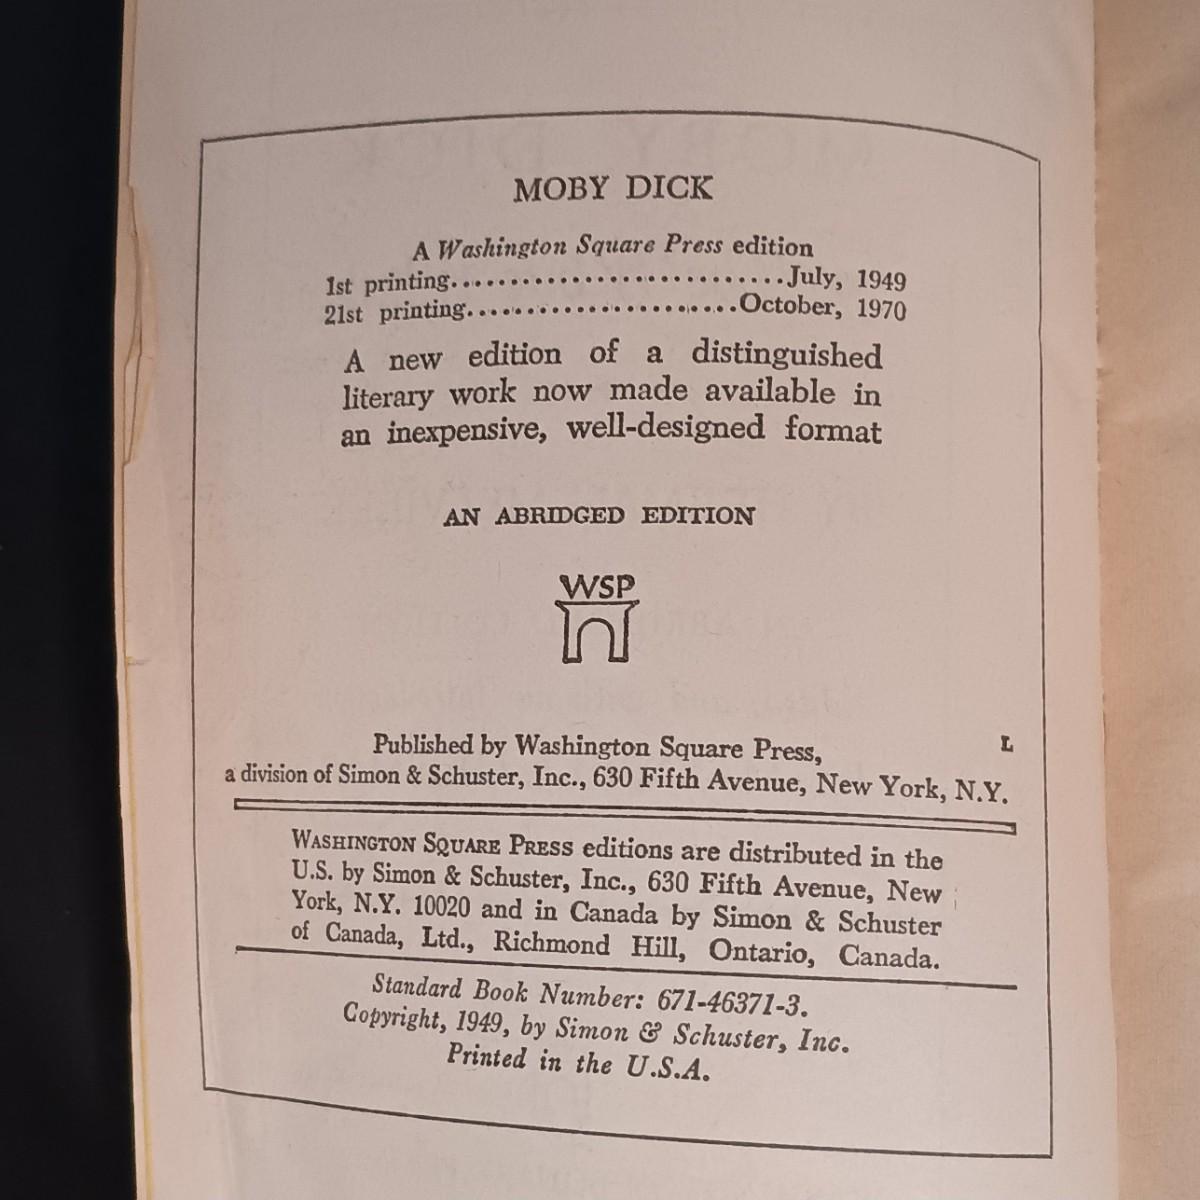 MOBY DICK
A Washington Square Press edition
1st printing..............................July, 1949
21st printing.........................October, 1970
A new edition of a distinguished
literary work now made available in
an inexpensive, well-designed format
AN ABRIDGED EDITION
WSP
Published by Washington Square Press,
L
a division of Simon & Schuster, Inc., 630 Fifth Avenue, New York, N.Y.
WASHINGTON SQUARE PRESS editions are distributed in the
U.S. by Simon & Schuster, Inc., 630 Fifth Avenue, New
York, N.Y. 10020 and in Canada by Simon & Schuster
of Canada, Ltd., Richmond Hill, Ontario, Canada.
Standard Book Number: 671-46371-3.
Copyright, 1949, by Simon & Schuster, Inc.
Printed in the U.S.A.